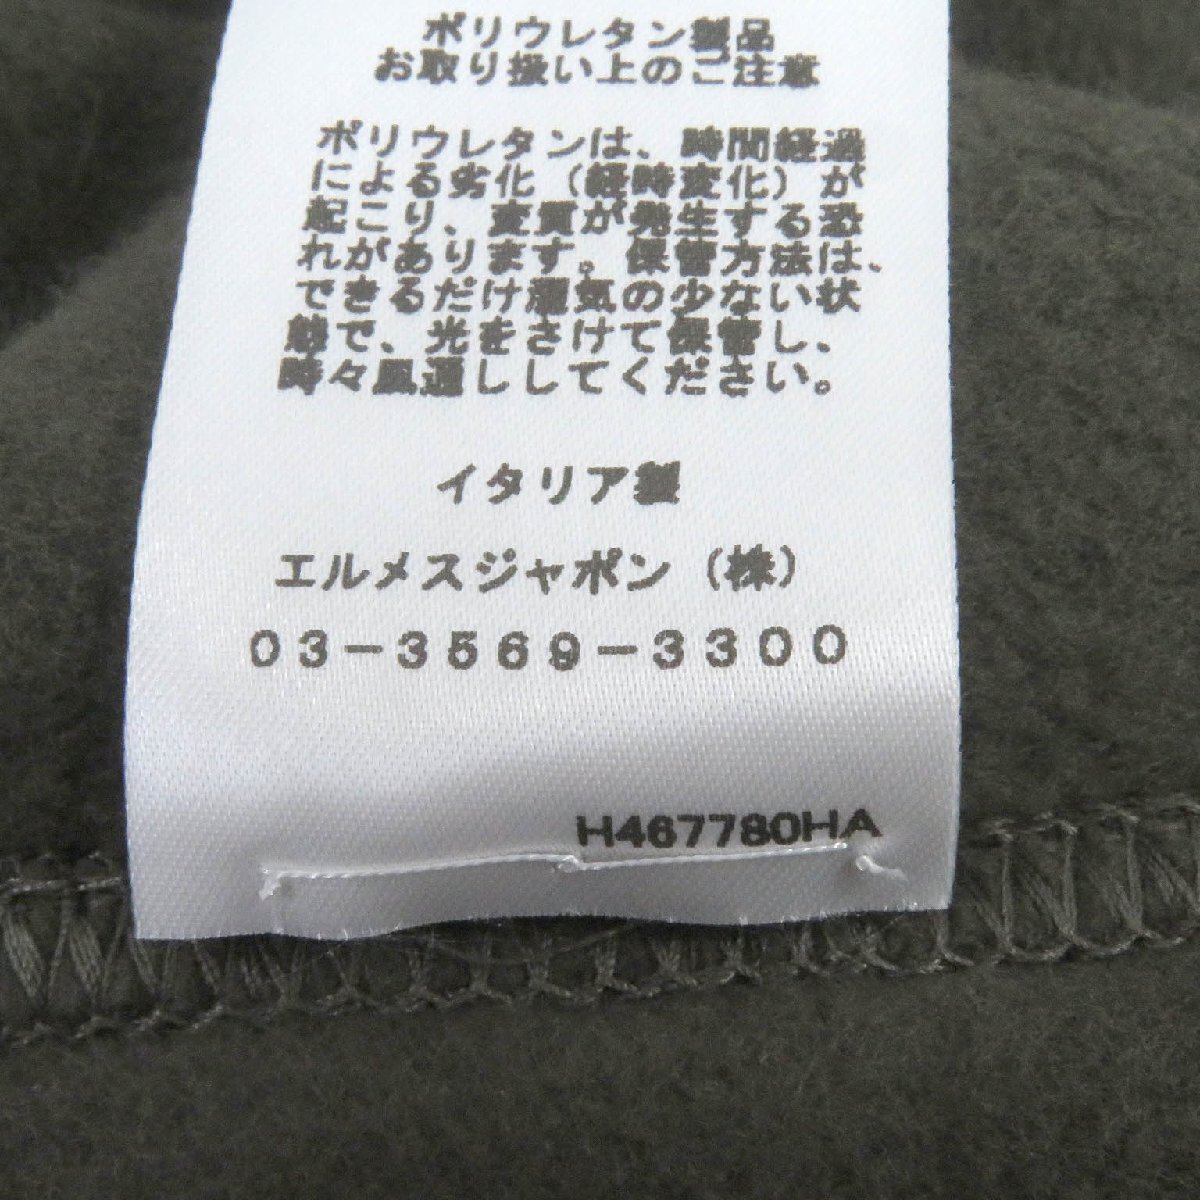 ポリウレタン製品
お取り扱い上のご注意
ポリウレタンは、時間経過
による劣化（経時変化）が
起こり、変質が発生する恐
れがあります。保管方法は、
できるだけ湿気の少ない状
態で、光をさけて保管し、
時々風通ししてください。
イタリア製
エルメスジャポン（株）
03-3569-3300
H467780HA